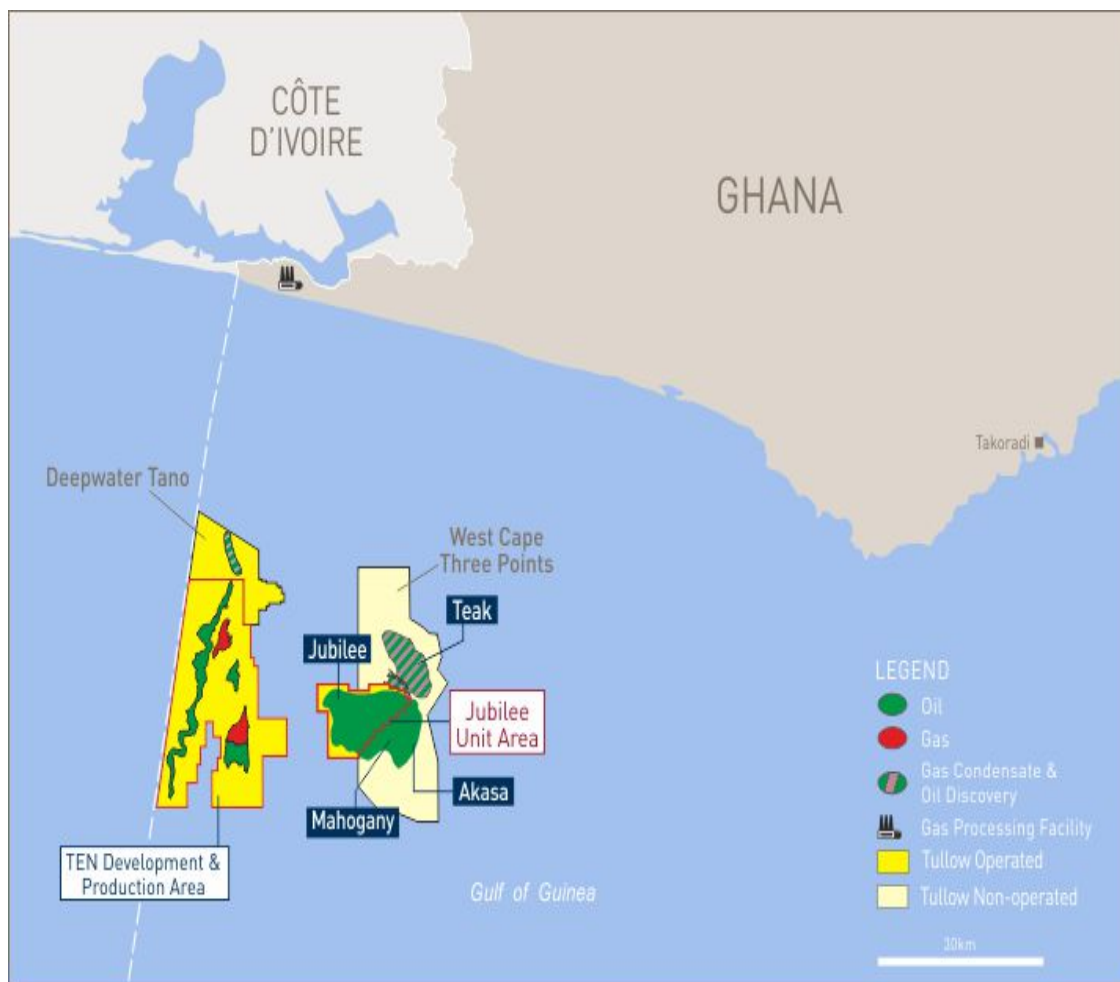 CÔTE
D'IVOIRE
GHANA
Takoradi
Deepwater Tano
West Cape
Three Points
Teak
Jubilee
Jubilee
Unit Area
Akasa
Mahogany
TEN Development &
Production Area
Gulf of Guinea
LEGEND
Oil
Gas
Gas Condensate &
Oil Discovery
Gas Processing Facility
Tullow Operated
Tullow Non-operated